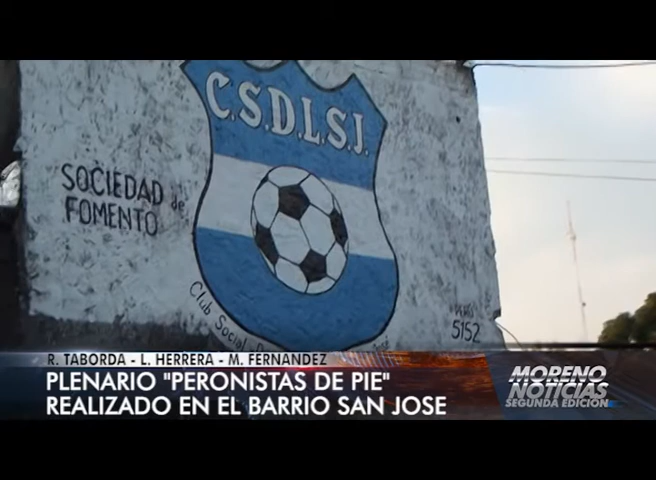 C.S.D.L.S.J.
SOCIEDAD de
FOMENTO
Club Social
5152
R. TABORDA - L. HERRERA - M. FERNANDEZ
PLENARIO "PERONISTAS DE PIE"
REALIZADO EN EL BARRIO SAN JOSE
MORENO
NOTICIAS
SEGUNDA EDICION